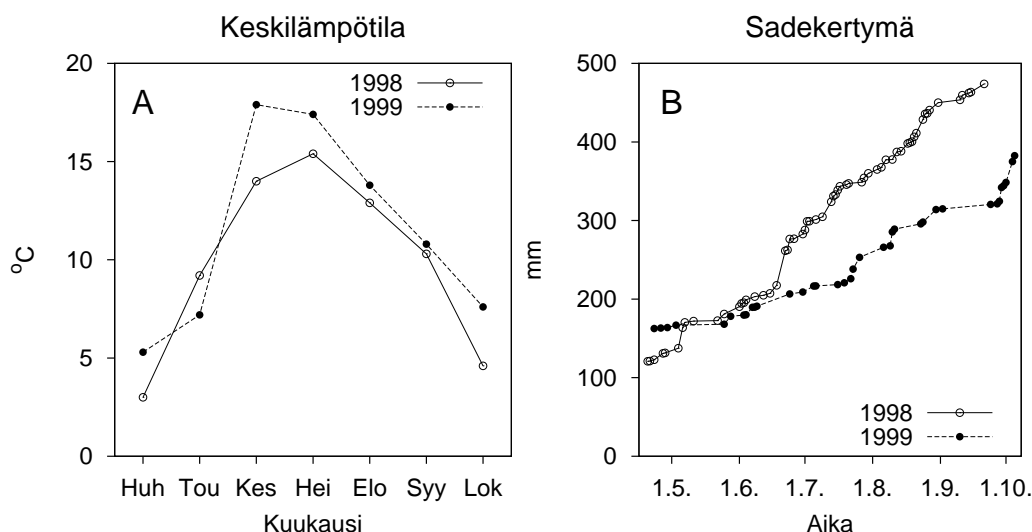 Keskilämpötila
20
15
10
5
0
°C
A
1998
1999
Huh Tou Kes Hei Elo Syy Lok
Kuukausi
Sadekertymä
500
400
300
200
100
0
mm
B
1998
1999
1.5. 1.6. 1.7. 1.8. 1.9. 1.10.
Aika